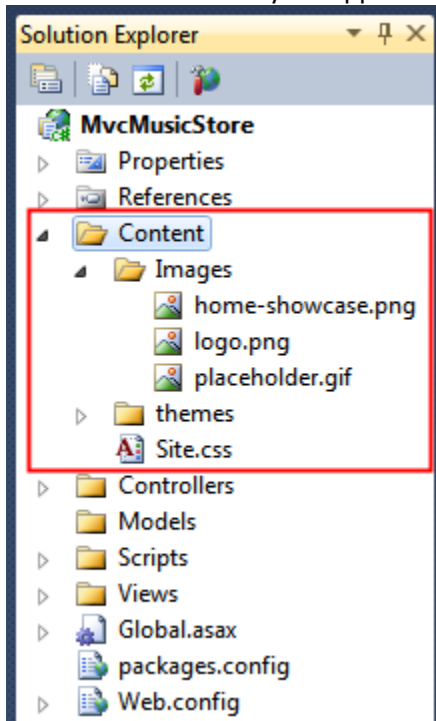 Solution Explorer
MvcMusicStore
Properties
References
Content
Images
home-showcase.png
logo.png
placeholder.gif
themes
Site.css
Controllers
Models
Scripts
Views
Global.asax
packages.config
Web.config